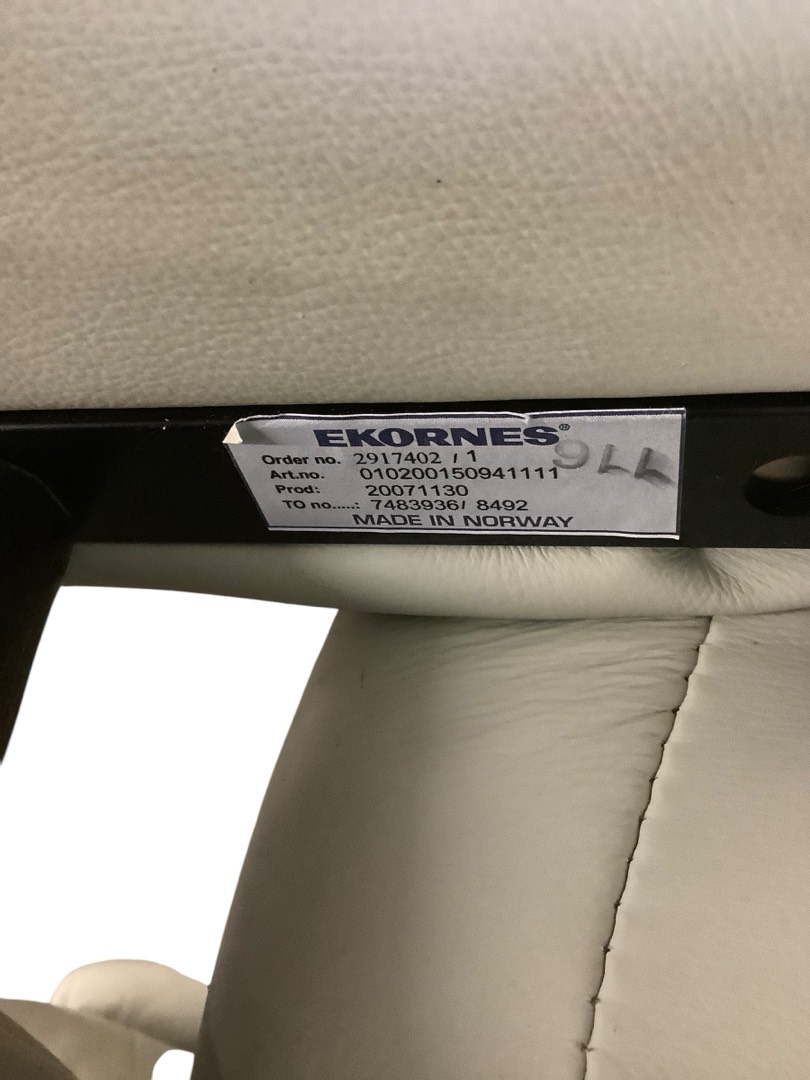 EKORNES®
Order no. 2917402 / 1
Art.no. 010200150941111
Prod: 20071130
TO no.....: 7483936/ 8492
MADE IN NORWAY